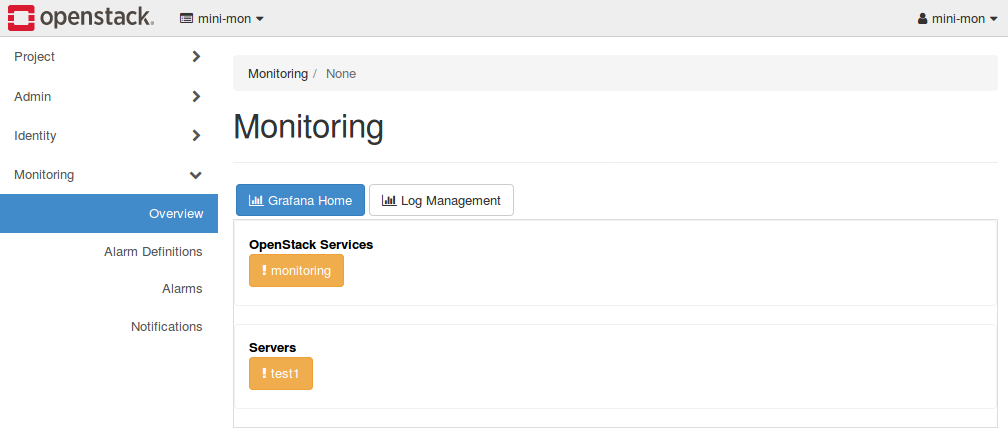 openstack. mini-mon mini-mon
Project
Admin
Identity
Monitoring
Overview
Alarm Definitions
Alarms
Notifications
Monitoring / None
Monitoring
Grafana Home Log Management
OpenStack Services
! monitoring
Servers
! test1